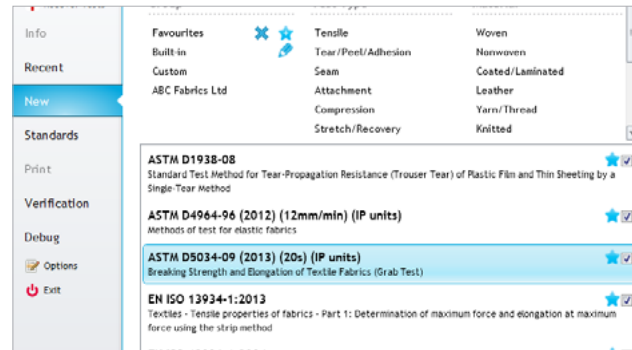 Info
Recent
New
Standards
Print
Verification
Debug
Options
Exit
Favourites
Built-in
Custom
ABC Fabrics Ltd
Tensile
Tear/Peel/Adhesion
Seam
Attachment
Compression
Stretch/Recovery
Woven
Nonwoven
Coated/Laminated
Leather
Yarn/Thread
Knitted
ASTM D1938-08
Standard Test Method for Tear-Propagation Resistance (Trouser Tear) of Plastic Film and Thin Sheeting by a
Single-Tear Method
ASTM D4964-96 (2012) (12mm/min) (IP units)
Methods of test for elastic fabrics
ASTM D5034-09 (2013) (20s) (IP units)
Breaking Strength and Elongation of Textile Fabrics (Grab Test)
EN ISO 13934-1:2013
Textiles - Tensile properties of fabrics - Part 1: Determination of maximum force and elongation at maximum
force using the strip method